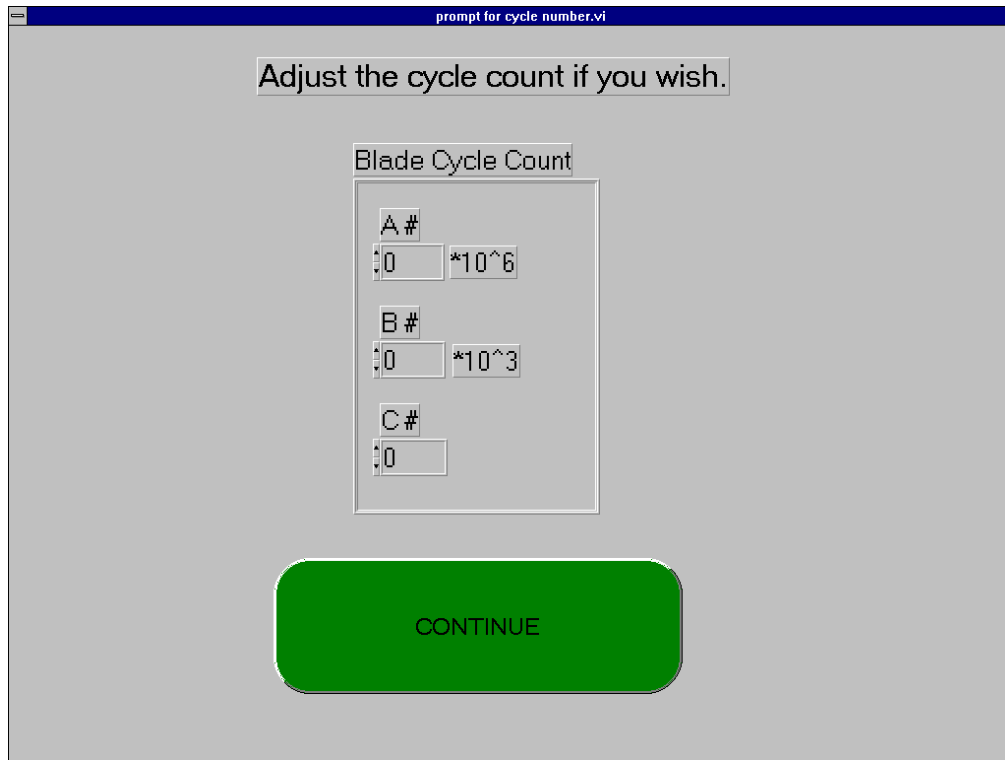 prompt for cycle number.vi
Adjust the cycle count if you wish.
Blade Cycle Count
A #
0 *10^6
B #
0 *10^3
C #
0
CONTINUE